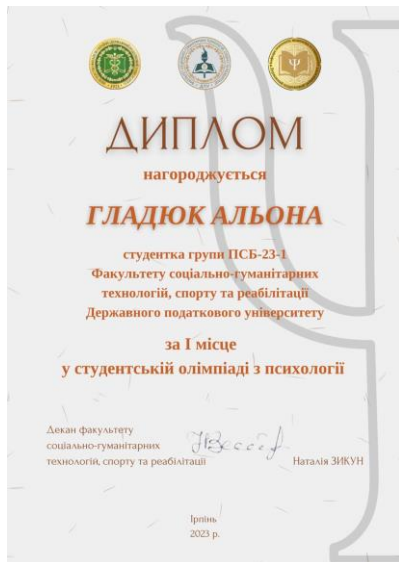 ДИПЛОМ
нагороджується
ГЛАДЮК АЛЬОНА
студентка групи ПСБ-23-1
Факультету соціально-гуманітарних
технологій, спорту та реабілітації
Державного податкового університету
за І місце
у студентській олімпіаді з психології
Декан факультету
соціально-гуманітарних
технологій, спорту та реабілітації
Наталія ЗИКУН
Ірпінь
2023 р.